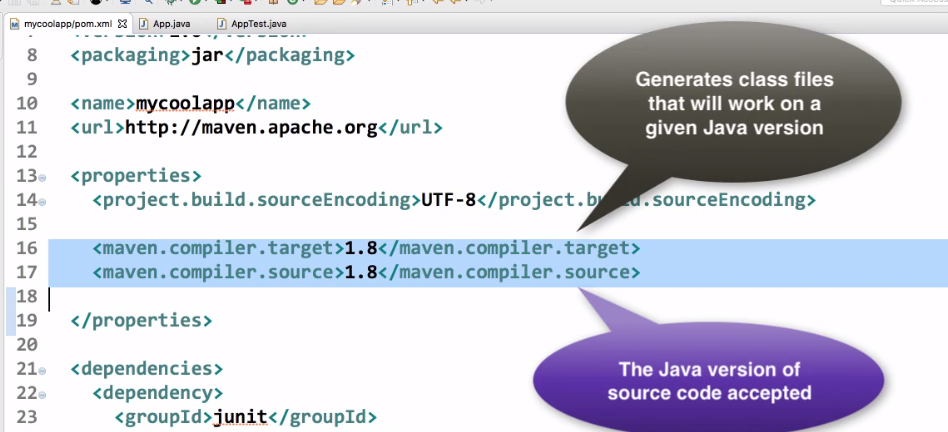 Quick Access
mycoolapp/pom.xml
App.java
AppTest.java
8 <packaging>jar</packaging>
9
10 <name>mycoolapp</name>
11 <url>http://maven.apache.org</url>
12
13 <properties>
14 <project.build.sourceEncoding>UTF-8</project.build.sourceEncoding>
15
16 <maven.compiler.target>1.8</maven.compiler.target>
17 <maven.compiler.source>1.8</maven.compiler.source>
18
19 </properties>
20
21 <dependencies>
22 <dependency>
23 <groupId>junit</groupId>
Generates class files
that will work on a
given Java version
The Java version of
source code accepted